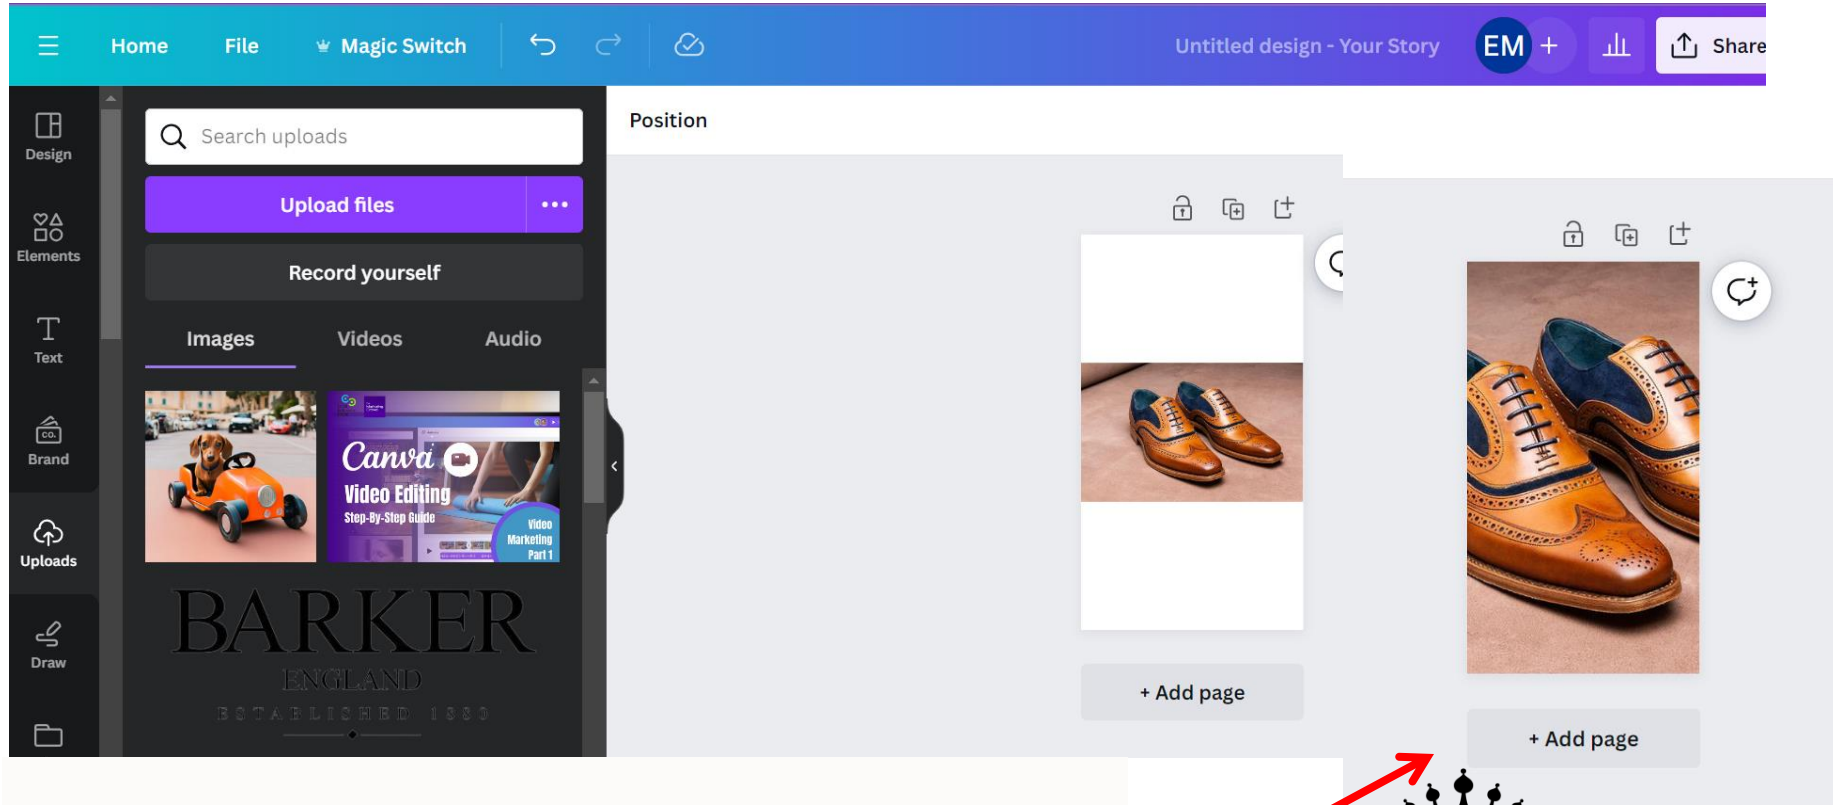 Home File Magic Switch Untitled design - Your Story EM + Share
Design
Elements
Text
Brand
Uploads
Draw
Search uploads
Upload files
Record yourself
Images Videos Audio
Canva
Video Editing
Step-By-Step Guide
Video
Marketing
Part 1
BARKER
ENGLAND
ESTABLISHED 1880
Position
+ Add page
+ Add page
CO.